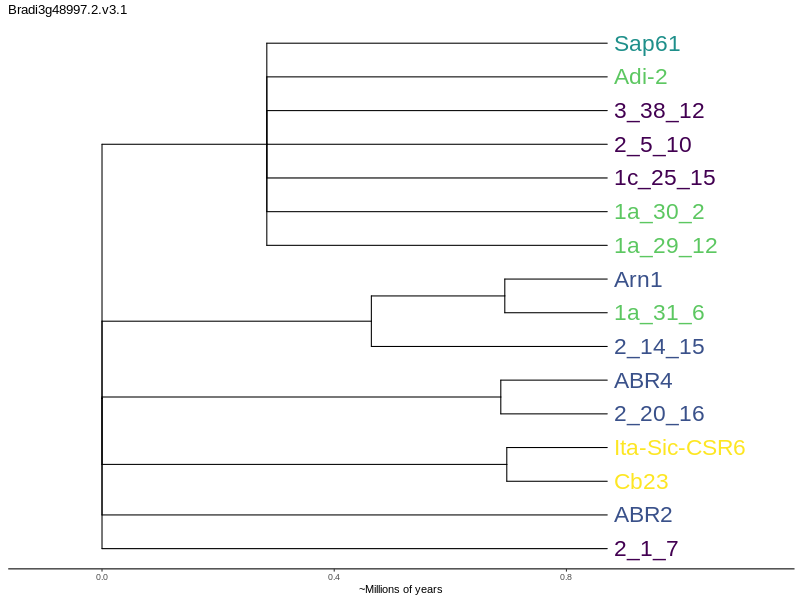 Bradi3g48997.2.v3.1
Sap61
Adi-2
3_38_12
2_5_10
1c_25_15
1a_30_2
1a_29_12
Arn1
1a_31_6
2_14_15
ABR4
2_20_16
Ita-Sic-CSR6
Cb23
ABR2
2_1_7
0.0 0.4 0.8
~Millions of years